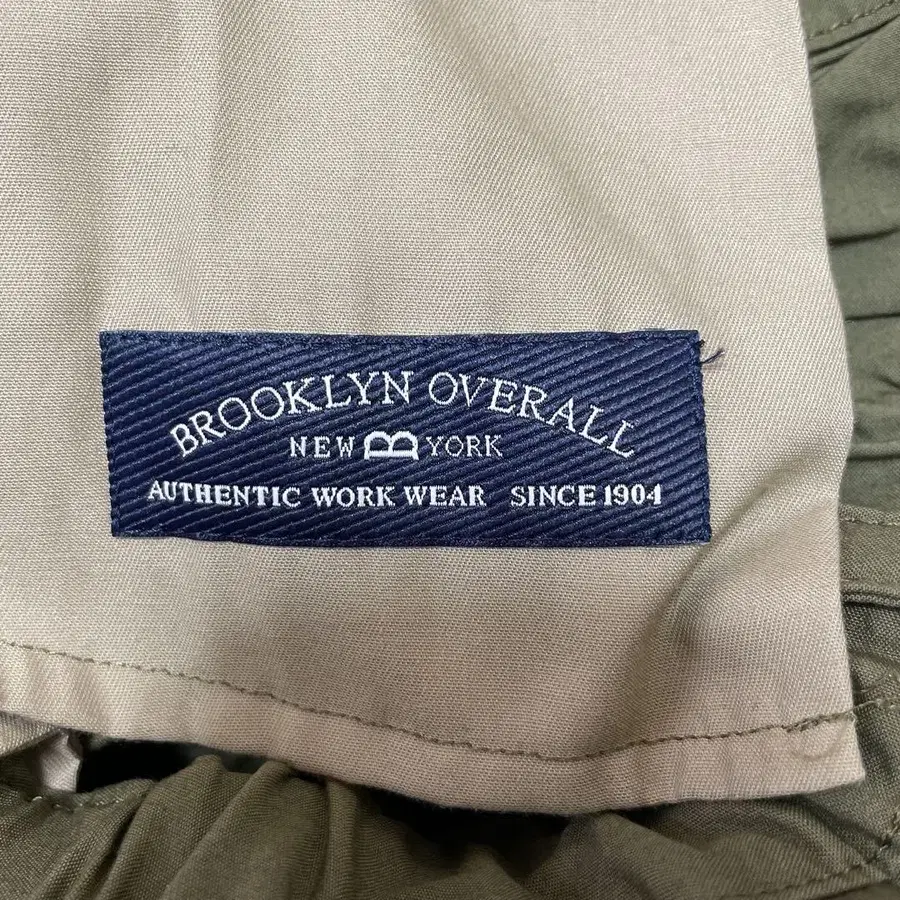 BROOKLYN OVERALL
NEW B YORK
AUTHENTIC WORK WEAR SINCE 1904